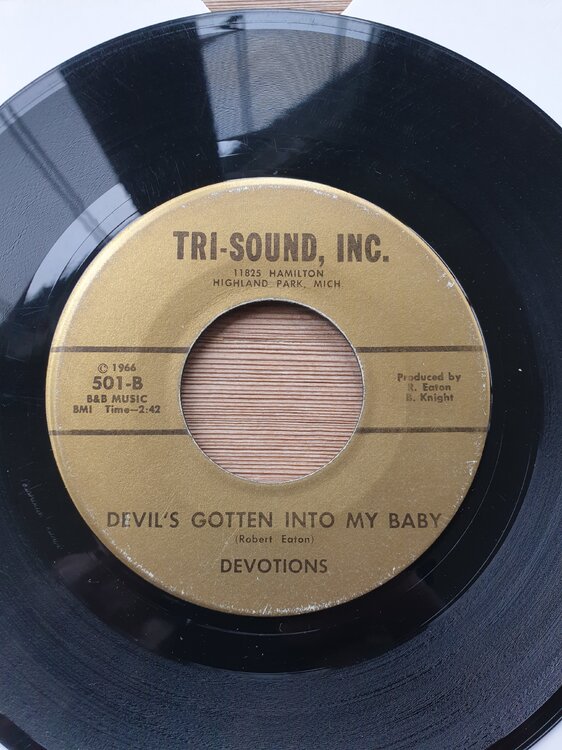 TRI-SOUND, INC.
11825 HAMILTON
HIGHLAND PARK, MICH
© 1966
501-B
B&B MUSIC
BMI Time—2:42
Produced by
R. Eaton
B. Knight
DEVIL'S GOTTEN INTO MY BABY
(Robert Eaton)
DEVOTIONS